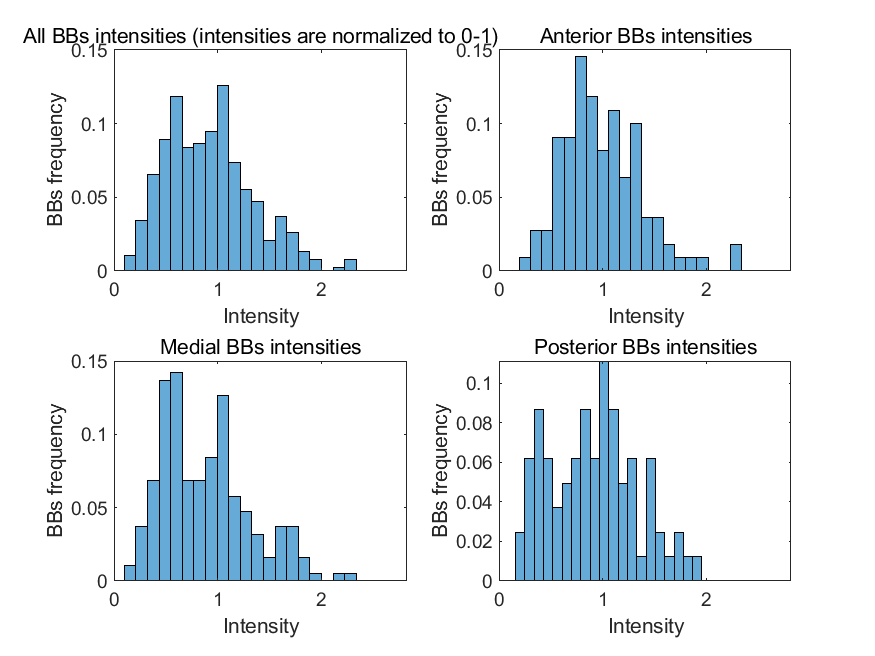 All BBs intensities (intensities are normalized to 0-1)
0.15
0.1
0.05
0
BBs frequency
0 1 2
Intensity
Anterior BBs intensities
0.15
0.1
0.05
0
BBs frequency
0 1 2
Intensity
Medial BBs intensities
0.15
0.1
0.05
0
BBs frequency
0 1 2
Intensity
Posterior BBs intensities
0.1
0.08
0.06
0.04
0.02
0
BBs frequency
0 1 2
Intensity